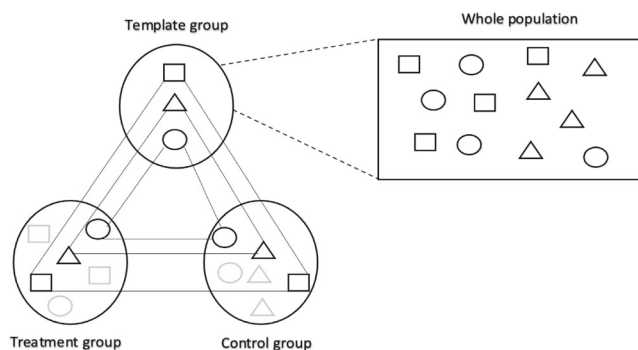 Template group
Whole population
Treatment group
Control group